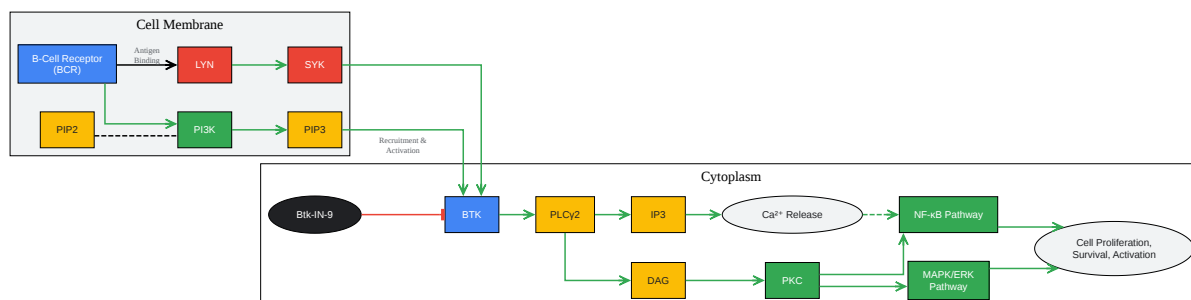 Cell Membrane
B-Cell Receptor
(BCR)
Antigen
Binding
LYN
SYK
PIP2
PI3K
PIP3
Recruitment &
Activation
Cytoplasm
Btk-IN-9
BTK
PLCγ2
IP3
Ca²⁺ Release
NF-κB Pathway
Cell Proliferation,
Survival, Activation
DAG
PKC
MAPK/ERK
Pathway